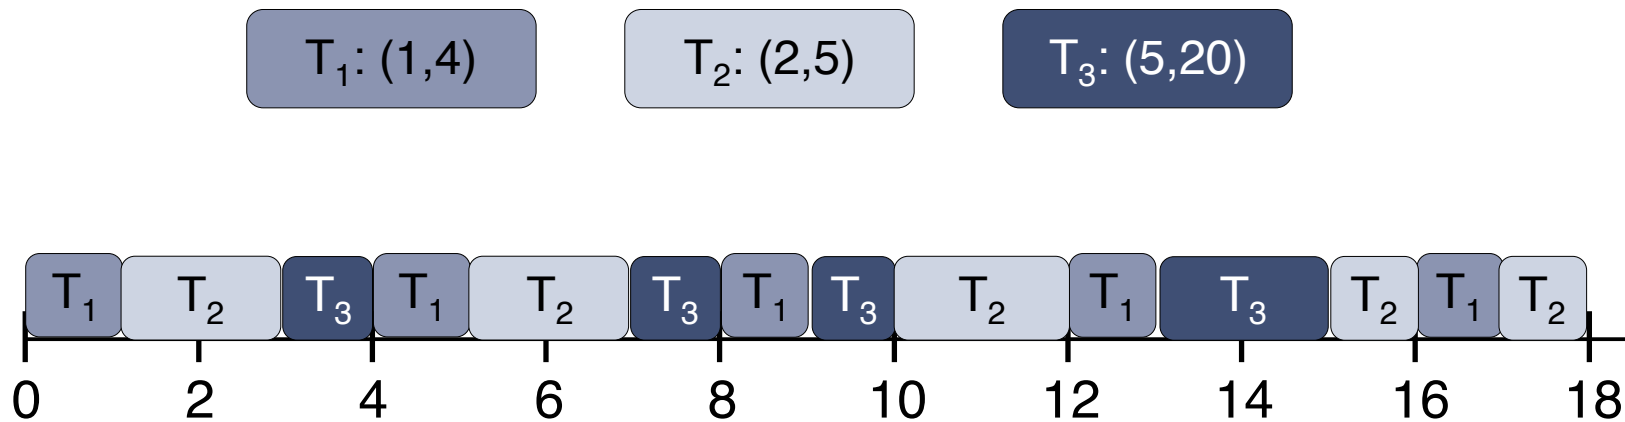 T₁: (1,4) T₂: (2,5) T₃: (5,20)
T₁ T₂ T₃ T₁ T₂ T₃ T₁ T₃ T₂ T₁ T₃ T₂ T₁ T₂
0 2 4 6 8 10 12 14 16 18